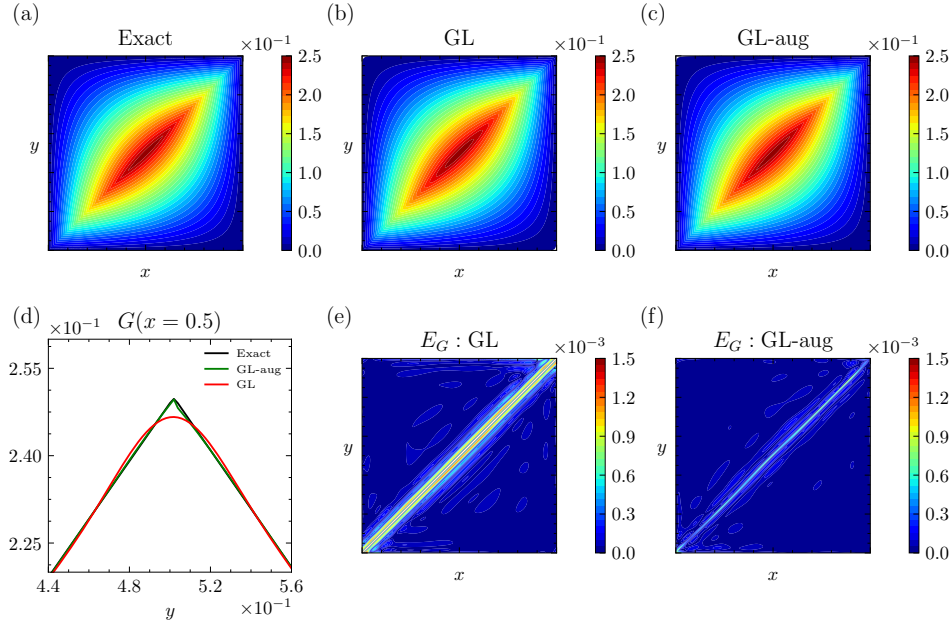 (a)
Exact
×10⁻¹
y
x
2.5
2.0
1.5
1.0
0.5
0.0
(b)
GL
×10⁻¹
y
x
2.5
2.0
1.5
1.0
0.5
0.0
(c)
GL-aug
×10⁻¹
y
x
2.5
2.0
1.5
1.0
0.5
0.0
(d)
×10⁻¹
G(x = 0.5)
Exact
GL-aug
GL
2.55
2.40
2.25
4.4 4.8 5.2 5.6
y
×10⁻¹
(e)
E_G : GL
×10⁻³
y
x
1.5
1.2
0.9
0.6
0.3
0.0
(f)
E_G : GL-aug
×10⁻³
y
x
1.5
1.2
0.9
0.6
0.3
0.0